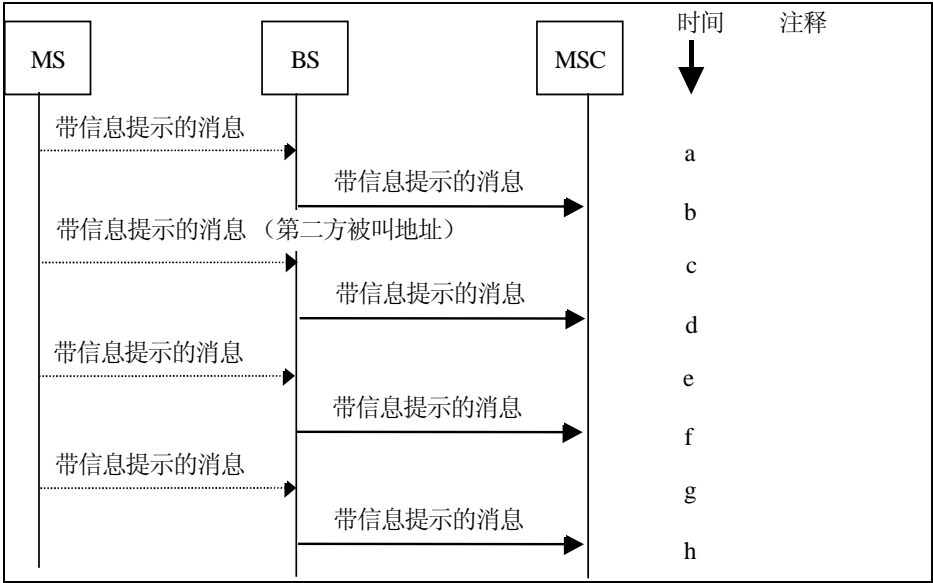 时间 注释
MS BS MSC
带信息提示的消息
a
带信息提示的消息
b
带信息提示的消息（第二方被叫地址）
c
带信息提示的消息
d
带信息提示的消息
e
带信息提示的消息
f
带信息提示的消息
g
带信息提示的消息
h